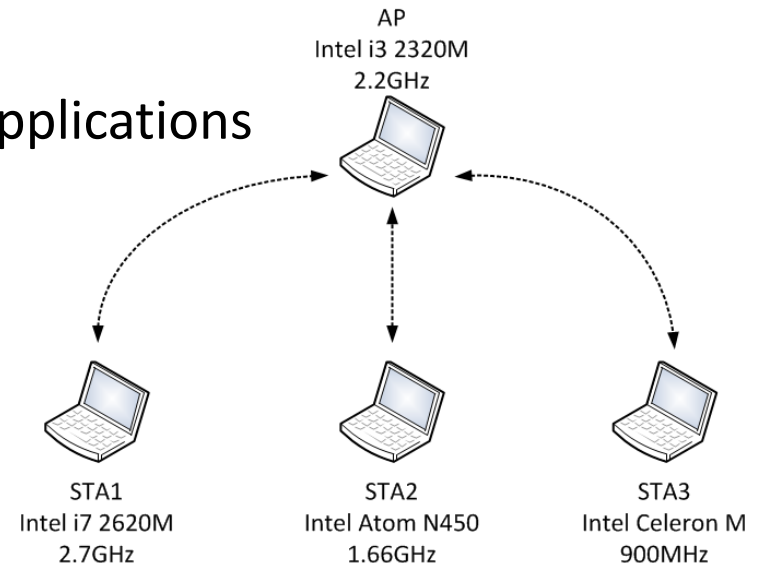 AP
Intel i3 2320M
2.2GHz
pplications
STA1
Intel i7 2620M
2.7GHz
STA2
Intel Atom N450
1.66GHz
STA3
Intel Celeron M
900MHz